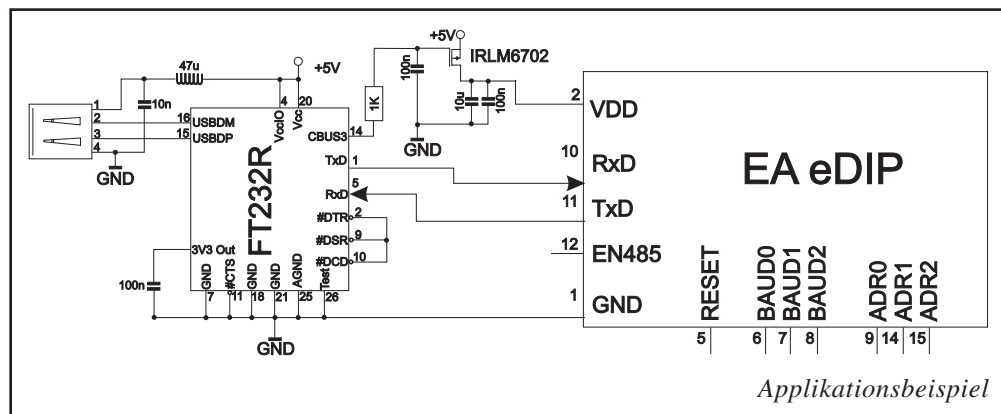 47u
+5V
1
2
3
4
10n
GND
16
USBDM
15
USBDP
4
VccIO
20
Vcc
FT232R
CBUS3
14
TxD
1
RxD
5
#DTR
2
#DSR
9
#DCD
10
3V3 Out
100n
GND
7
#CTS
11
GND
18
GND
21
AGND
25
Test
26
GND
1K
100n
+5V
IRLM6702
10u
100n
GND
EA eDIP
2
VDD
10
RxD
11
TxD
12
EN485
1
GND
RESET
5
BAUD0
6
BAUD1
7
BAUD2
8
ADR0
9
ADR1
14
ADR2
15
Applikationsbeispiel